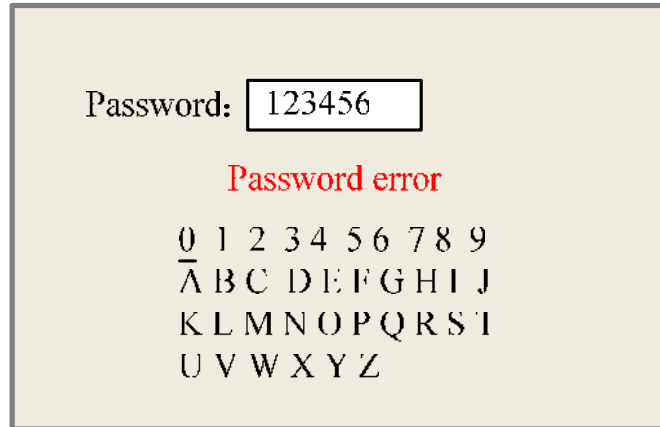 Password: 123456
Password error
0 1 2 3 4 5 6 7 8 9
A B C D E F G H I J
K L M N O P Q R S T
U V W X Y Z